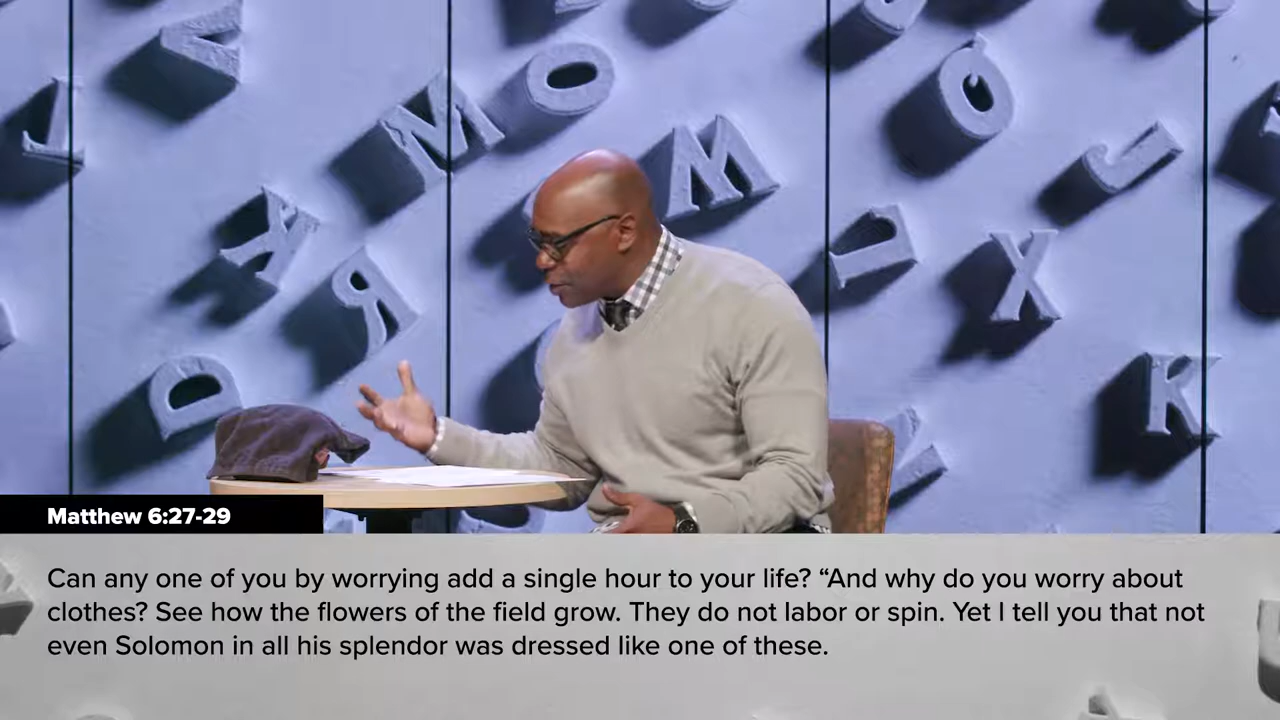 V
O
O
M
T
M
J
A
I
X
R
D
K
Matthew 6:27-29
Can any one of you by worrying add a single hour to your life? “And why do you worry about
clothes? See how the flowers of the field grow. They do not labor or spin. Yet I tell you that not
even Solomon in all his splendor was dressed like one of these.